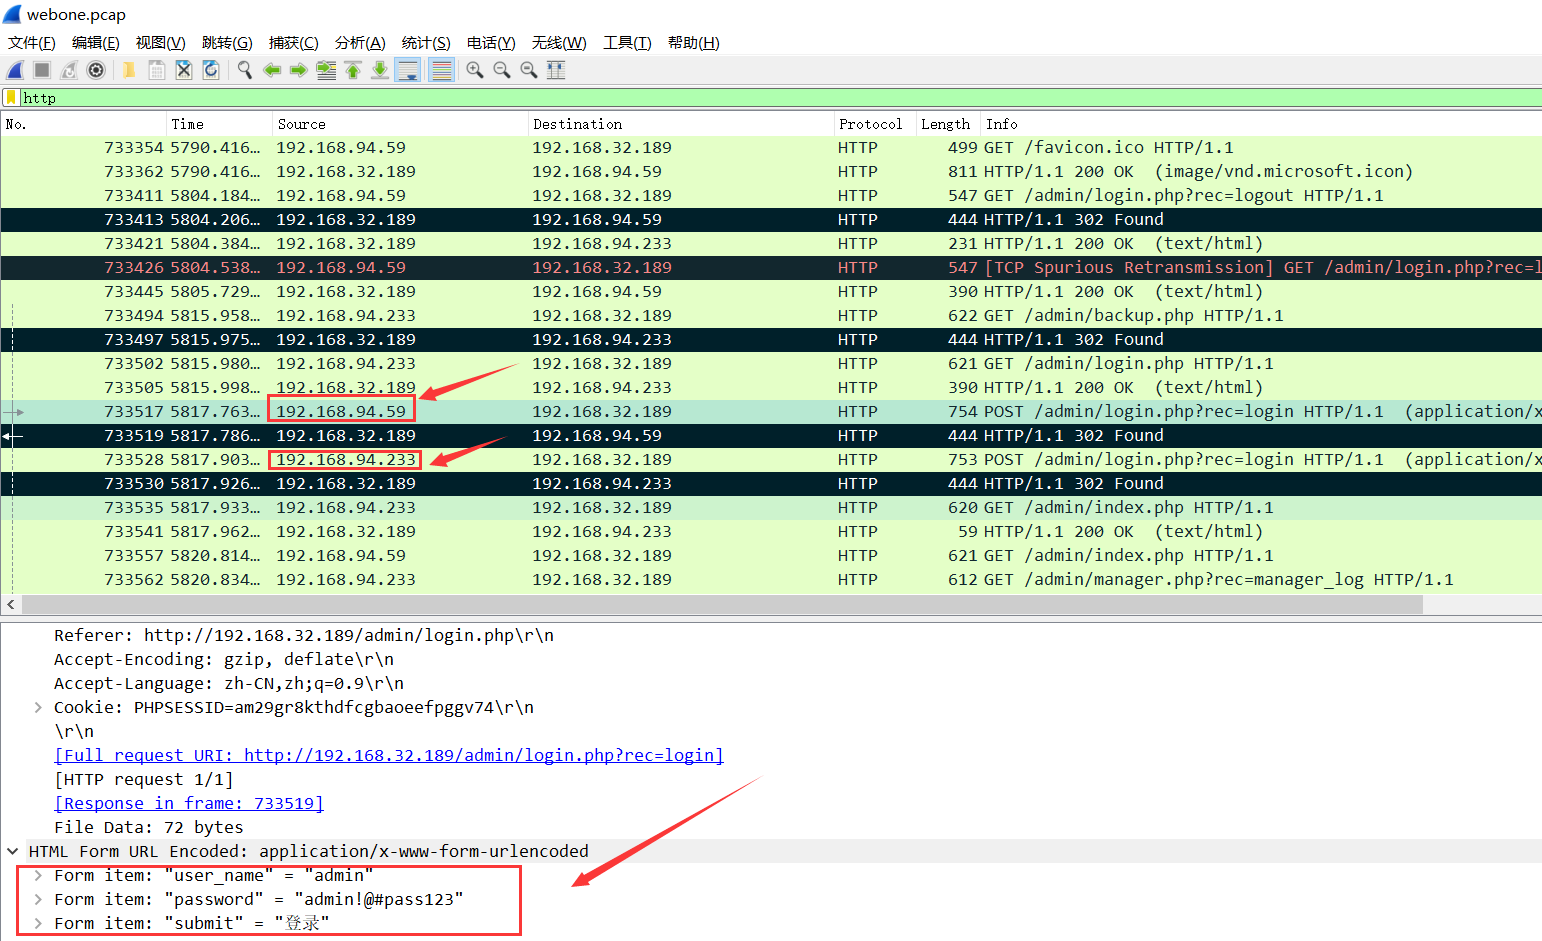 webone.pcap
文件(F) 编辑(E) 视图(V) 跳转(G) 捕获(C) 分析(A) 统计(S) 电话(Y) 无线(W) 工具(T) 帮助(H)
http
No. Time Source Destination Protocol Length Info
733354 5790.416… 192.168.94.59 192.168.32.189 HTTP 499 GET /favicon.ico HTTP/1.1
733362 5790.416… 192.168.32.189 192.168.94.59 HTTP 811 HTTP/1.1 200 OK (image/vnd.microsoft.icon)
733411 5804.184… 192.168.94.59 192.168.32.189 HTTP 547 GET /admin/login.php?rec=logout HTTP/1.1
733413 5804.206… 192.168.32.189 192.168.94.59 HTTP 444 HTTP/1.1 302 Found
733421 5804.384… 192.168.32.189 192.168.94.233 HTTP 231 HTTP/1.1 200 OK (text/html)
733426 5804.538… 192.168.94.59 192.168.32.189 HTTP 547 [TCP Spurious Retransmission] GET /admin/login.php?rec=l
733445 5805.729… 192.168.32.189 192.168.94.59 HTTP 390 HTTP/1.1 200 OK (text/html)
733494 5815.958… 192.168.94.233 192.168.32.189 HTTP 622 GET /admin/backup.php HTTP/1.1
733497 5815.975… 192.168.32.189 192.168.94.233 HTTP 444 HTTP/1.1 302 Found
733502 5815.980… 192.168.94.233 192.168.32.189 HTTP 621 GET /admin/login.php HTTP/1.1
733505 5815.998… 192.168.32.189 192.168.94.233 HTTP 390 HTTP/1.1 200 OK (text/html)
733517 5817.763… 192.168.94.59 192.168.32.189 HTTP 754 POST /admin/login.php?rec=login HTTP/1.1 (application/x
733519 5817.786… 192.168.32.189 192.168.94.59 HTTP 444 HTTP/1.1 302 Found
733528 5817.903… 192.168.94.233 192.168.32.189 HTTP 753 POST /admin/login.php?rec=login HTTP/1.1 (application/x
733530 5817.926… 192.168.32.189 192.168.94.233 HTTP 444 HTTP/1.1 302 Found
733535 5817.933… 192.168.94.233 192.168.32.189 HTTP 620 GET /admin/index.php HTTP/1.1
733541 5817.962… 192.168.32.189 192.168.94.233 HTTP 59 HTTP/1.1 200 OK (text/html)
733557 5820.814… 192.168.94.59 192.168.32.189 HTTP 621 GET /admin/index.php HTTP/1.1
733562 5820.834… 192.168.94.233 192.168.32.189 HTTP 612 GET /admin/manager.php?rec=manager_log HTTP/1.1
Referer: http://192.168.32.189/admin/login.php\r\n
Accept-Encoding: gzip, deflate\r\n
Accept-Language: zh-CN,zh;q=0.9\r\n
Cookie: PHPSESSID=am29gr8kthdfcgbaoeefpggv74\r\n
\r\n
[Full request URI: http://192.168.32.189/admin/login.php?rec=login]
[HTTP request 1/1]
[Response in frame: 733519]
File Data: 72 bytes
HTML Form URL Encoded: application/x-www-form-urlencoded
Form item: "user_name" = "admin"
Form item: "password" = "admin!@#pass123"
Form item: "submit" = "登录"